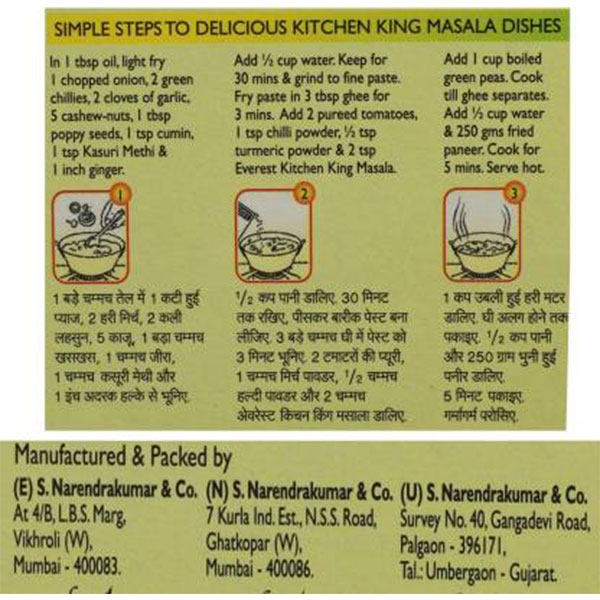 SIMPLE STEPS TO DELICIOUS KITCHEN KING MASALA DISHES
In 1 tbsp oil, light fry
1 chopped onion, 2 green
chillies, 2 cloves of garlic,
5 cashew-nuts, 1 tbsp
poppy seeds, 1 tsp cumin,
1 tsp Kasuri Methi &
1 inch ginger.
Add ½ cup water. Keep for
30 mins & grind to fine paste.
Fry paste in 3 tbsp ghee for
3 mins. Add 2 pureed tomatoes,
1 tsp chilli powder, ½ tsp
turmeric powder & 2 tsp
Everest Kitchen King Masala.
Add 1 cup boiled
green peas. Cook
till ghee separates.
Add ½ cup water
& 250 gms fried
paneer. Cook for
5 mins. Serve hot.
1
2
3
1 बड़े चम्मच तेल में 1 कटी हुई
प्याज, 2 हरी मिर्च, 2 कली
लहसुन, 5 काजू, 1 बड़ा चम्मच
खसखस, 1 चम्मच जीरा,
1 चम्मच कसूरी मेथी और
1 इंच अदरक हल्के से भूनिए.
1/2 कप पानी डालिए. 30 मिनट
तक रखिए, पीसकर बारीक पेस्ट बना
लीजिए. 3 बड़े चम्मच घी में पेस्ट को
3 मिनट भूनिए. 2 टमाटरों की प्यूरी,
1 चम्मच मिर्च पावडर, 1/2 चम्मच
हल्दी पावडर और 2 चम्मच
एवरेस्ट किचन किंग मसाला डालिए.
1 कप उबली हुई हरी मटर
डालिए. घी अलग होने तक
पकाइए. 1/2 कप पानी
और 250 ग्राम भुनी हुई
पनीर डालिए.
5 मिनट पकाइए.
गर्मागर्म परोसिए.
Manufactured & Packed by
(E) S. Narendrakumar & Co.
At 4/B, L.B.S. Marg,
Vikhroli (W),
Mumbai - 400083.
(N) S. Narendrakumar & Co.
7 Kurla Ind. Est., N.S.S. Road,
Ghatkopar (W),
Mumbai - 400086.
(U) S. Narendrakumar & Co.
Survey No. 40, Gangadevi Road,
Palgaon - 396171,
Tal.: Umbergaon - Gujarat.